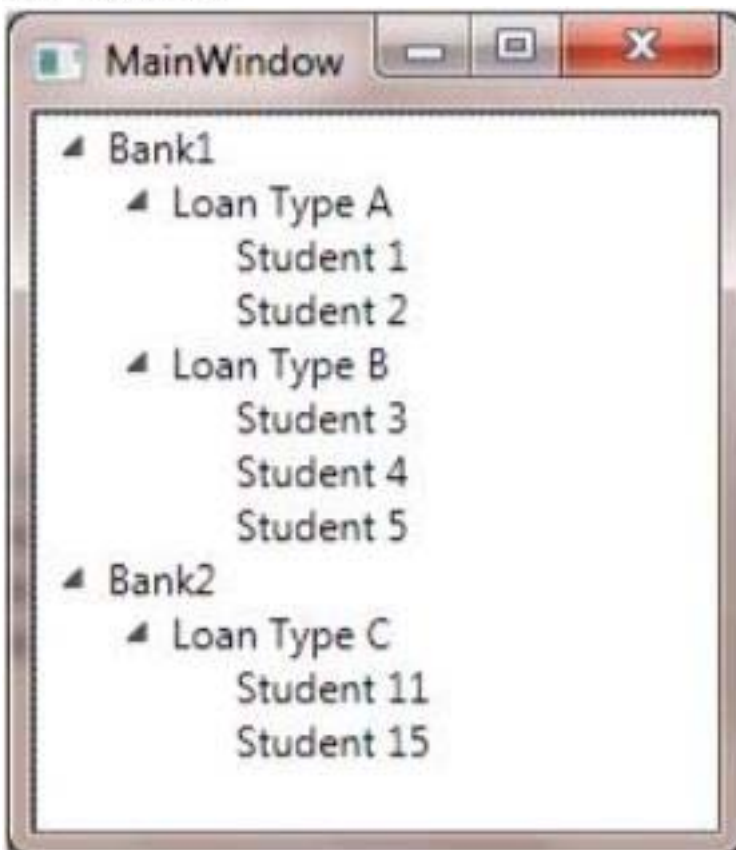 MainWindow
Bank1
Loan Type A
Student 1
Student 2
Loan Type B
Student 3
Student 4
Student 5
Bank2
Loan Type C
Student 11
Student 15